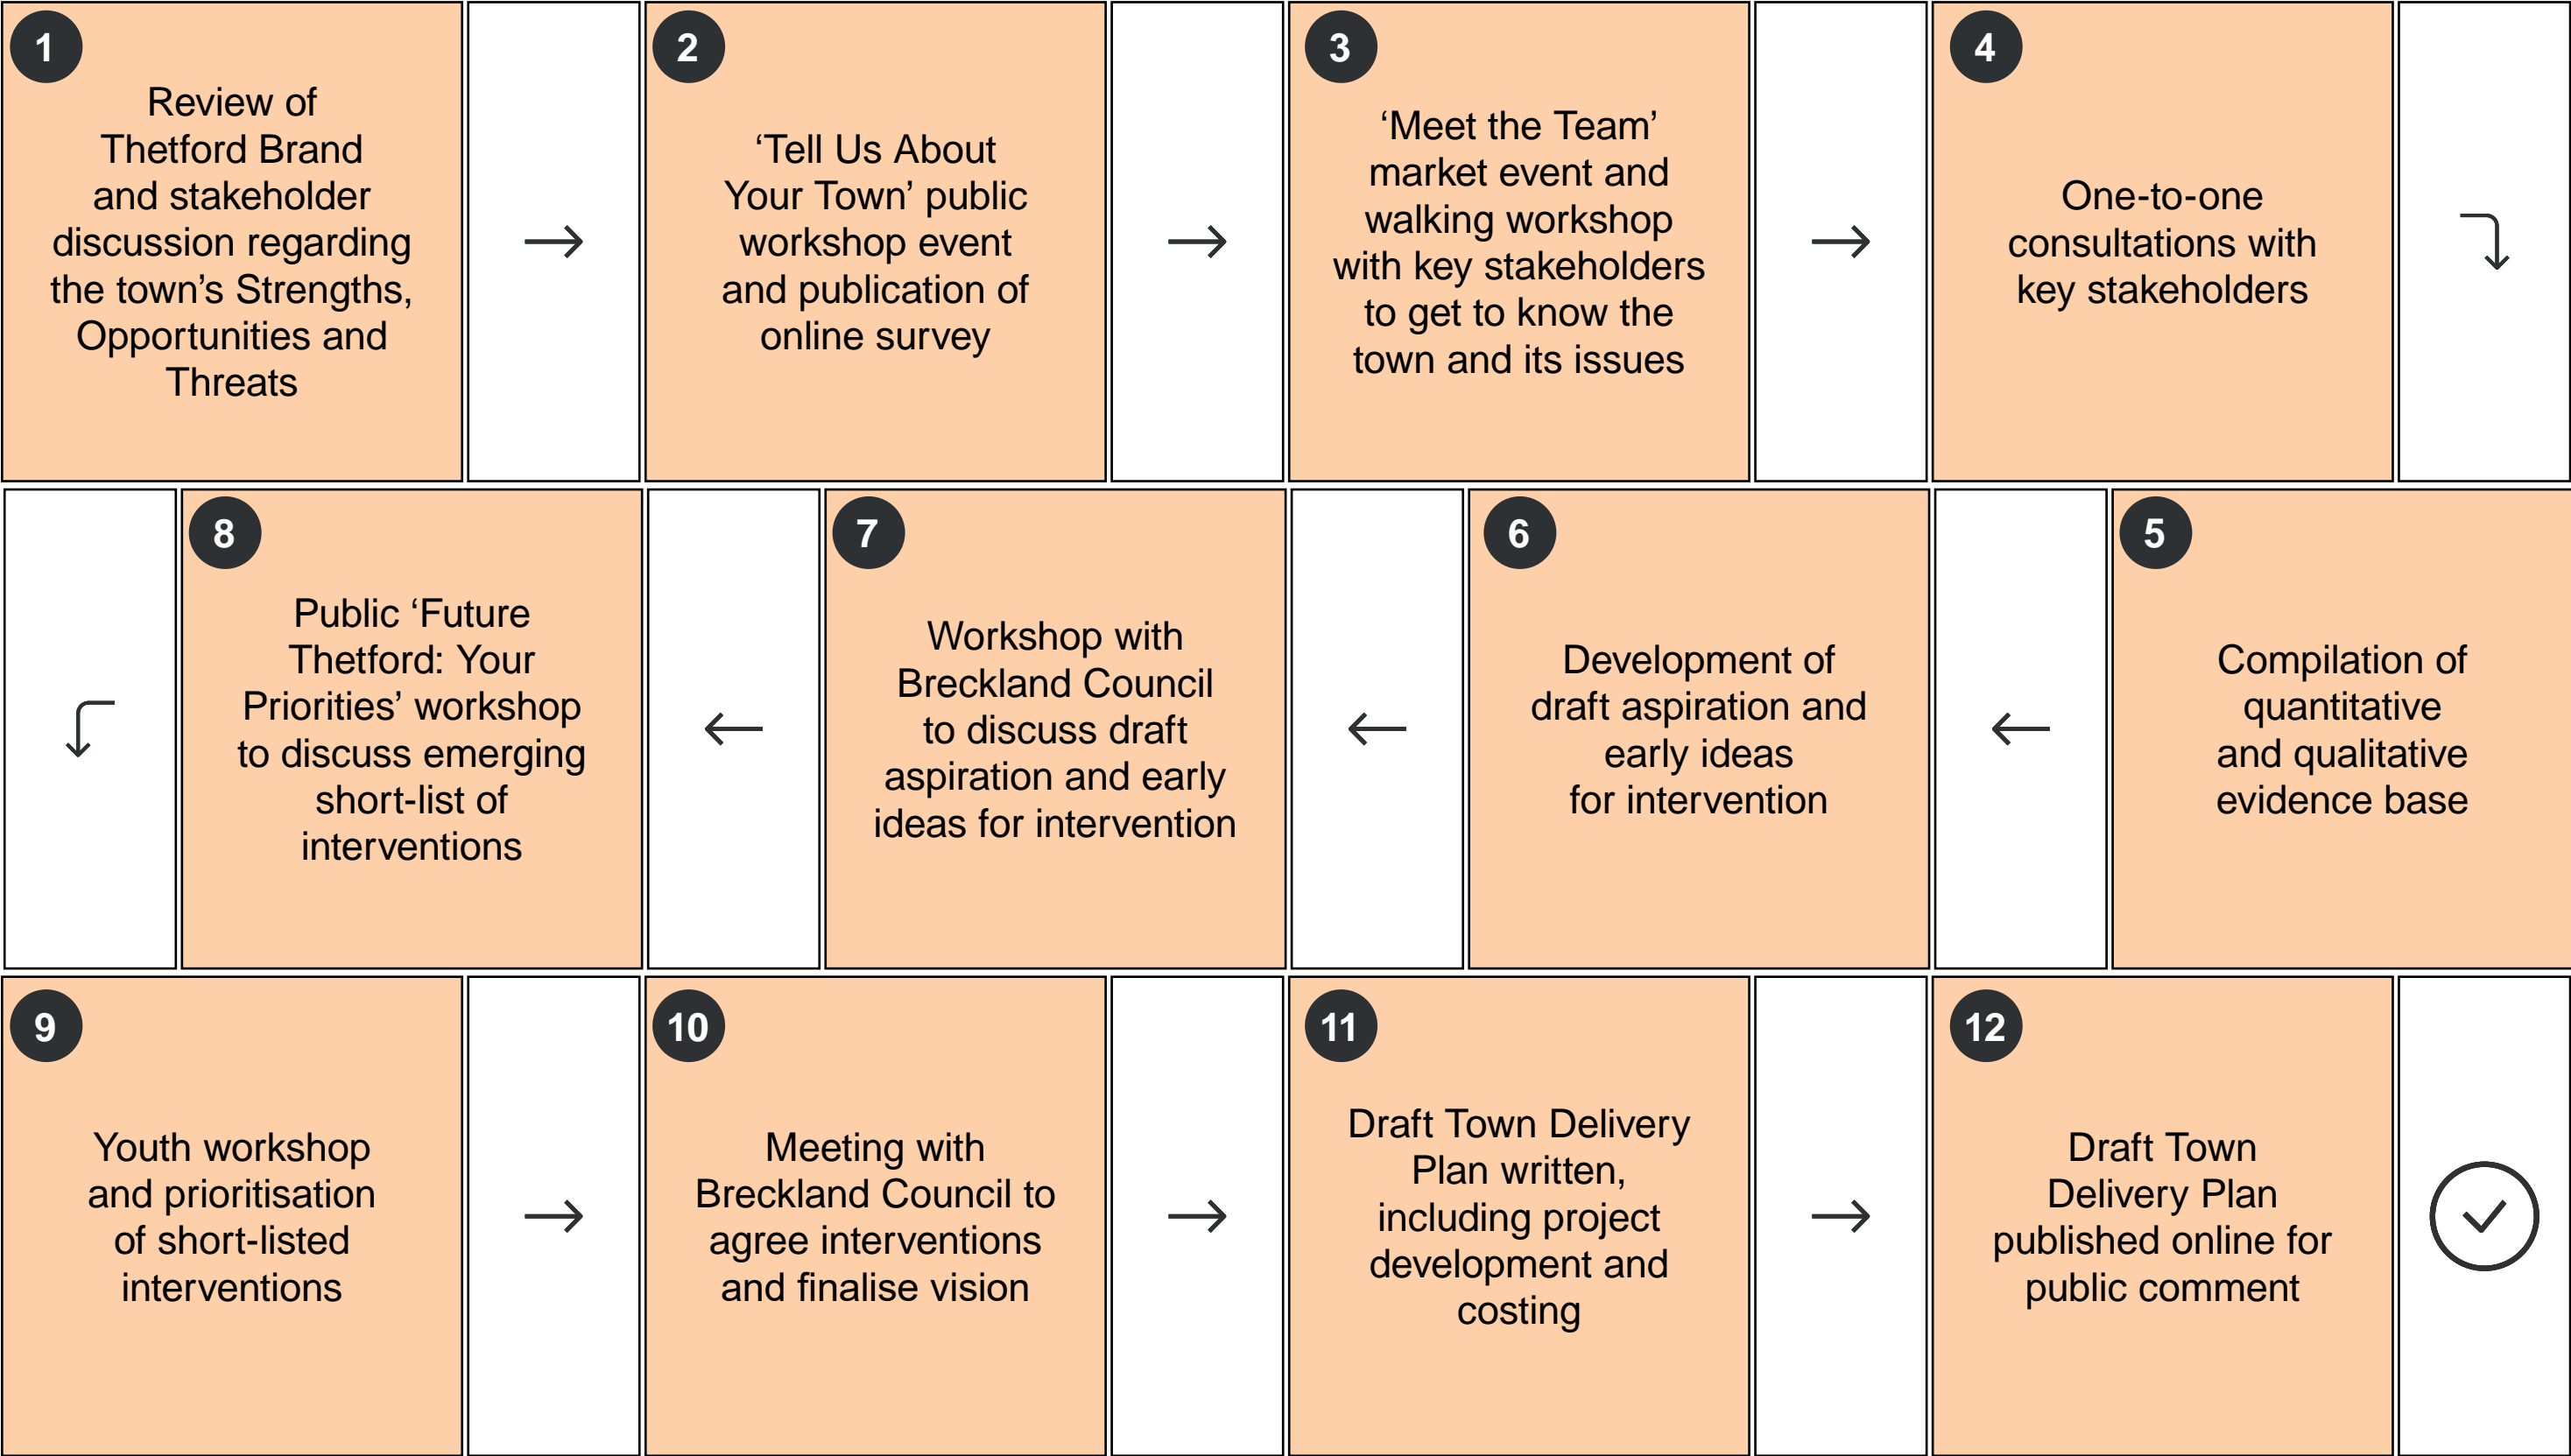 1
Review of
Thetford Brand
and stakeholder
discussion regarding
the town’s Strengths,
Opportunities and
Threats
2
‘Tell Us About
Your Town’ public
workshop event
and publication of
online survey
3
‘Meet the Team’
market event and
walking workshop
with key stakeholders
to get to know the
town and its issues
4
One-to-one
consultations with
key stakeholders
5
Compilation of
quantitative
and qualitative
evidence base
6
Development of
draft aspiration and
early ideas
for intervention
7
Workshop with
Breckland Council
to discuss draft
aspiration and early
ideas for intervention
8
Public ‘Future
Thetford: Your
Priorities’ workshop
to discuss emerging
short-list of
interventions
9
Youth workshop
and prioritisation
of short-listed
interventions
10
Meeting with
Breckland Council to
agree interventions
and finalise vision
11
Draft Town Delivery
Plan written,
including project
development and
costing
12
Draft Town
Delivery Plan
published online for
public comment